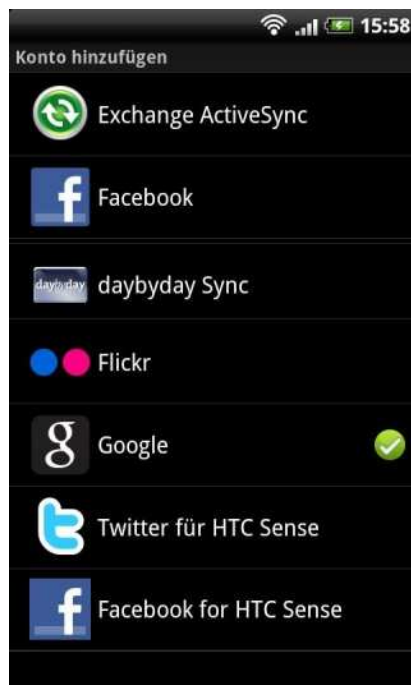 15:58
Konto hinzufügen
Exchange ActiveSync
Facebook
daybyday daybyday Sync
Flickr
Google
Twitter für HTC Sense
Facebook for HTC Sense